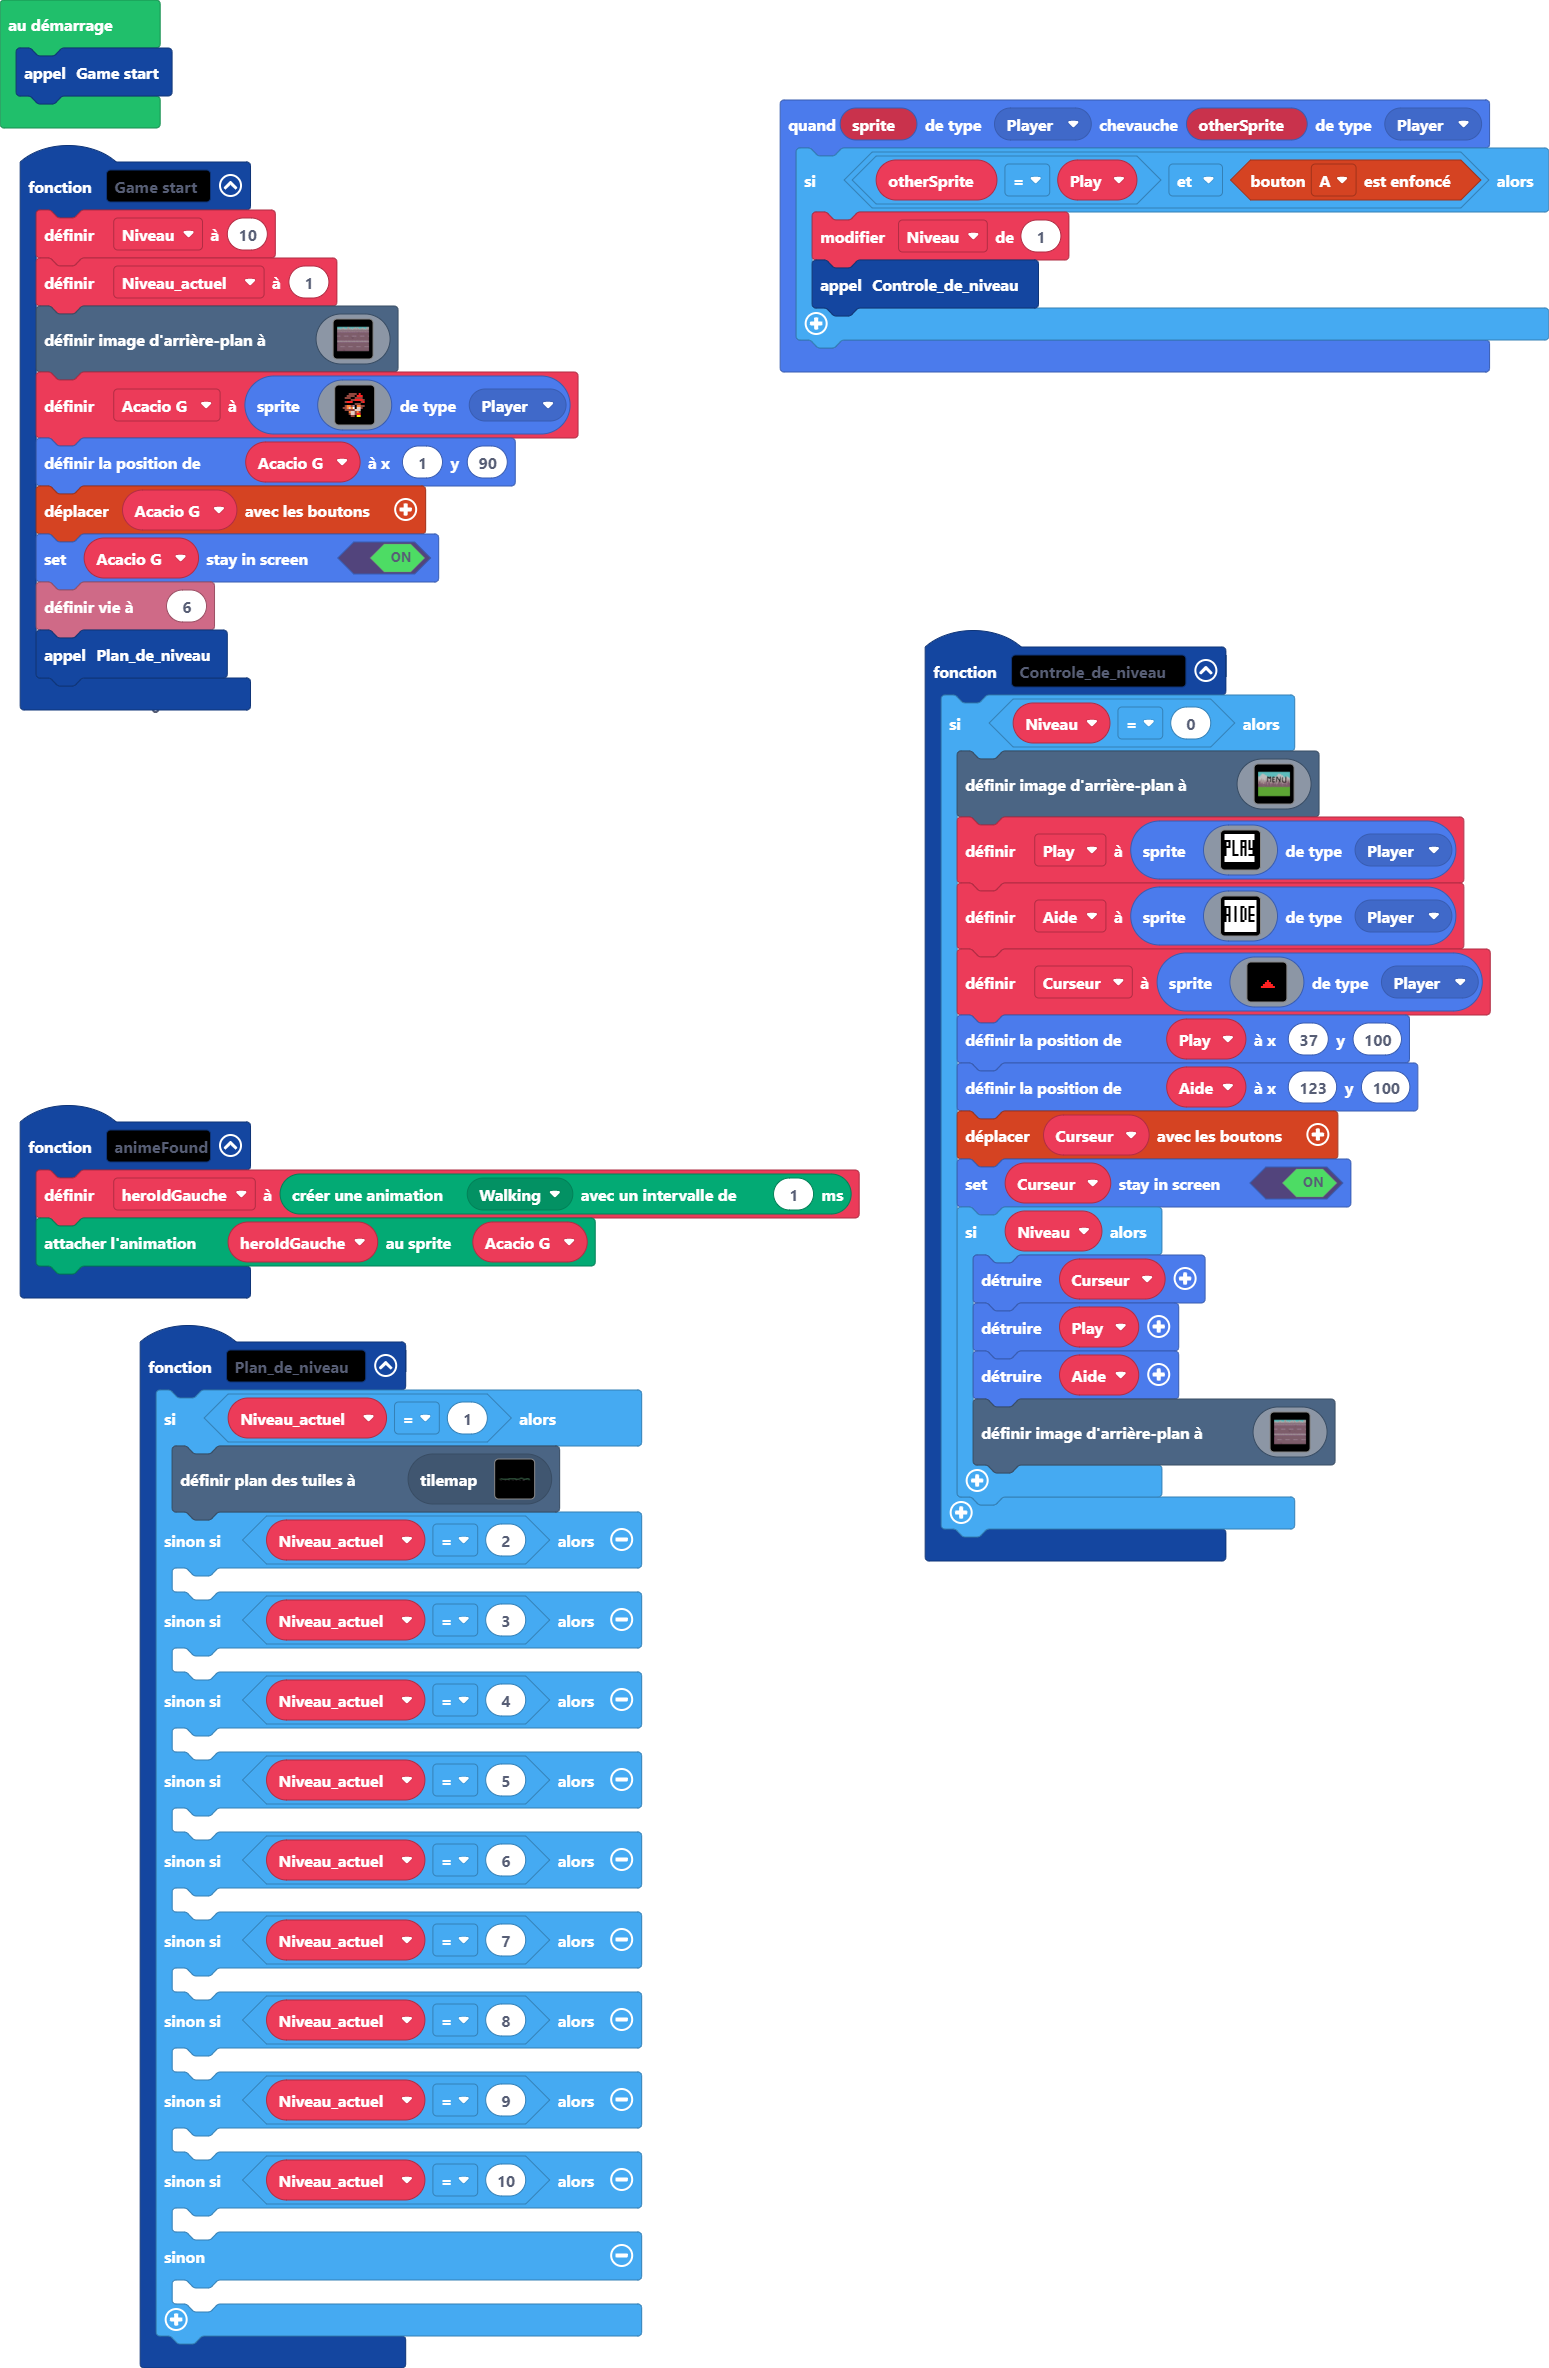 au démarrage
appel Game start
fonction Game start
définir Niveau à 10
définir Niveau_actuel à 1
définir image d'arrière-plan à
définir Acacio G à sprite de type Player
définir la position de Acacio G à x 1 y 90
déplacer Acacio G avec les boutons
set Acacio G stay in screen ON
définir vie à 6
appel Plan_de_niveau
quand sprite de type Player chevauche otherSprite de type Player
si otherSprite = Play et bouton A est enfoncé alors
modifier Niveau de 1
appel Controle_de_niveau
fonction Controle_de_niveau
si Niveau = 0 alors
définir image d'arrière-plan à MENU
définir Play à sprite PLAY de type Player
définir Aide à sprite AIDE de type Player
définir Curseur à sprite de type Player
définir la position de Play à x 37 y 100
définir la position de Aide à x 123 y 100
déplacer Curseur avec les boutons
set Curseur stay in screen ON
si Niveau alors
détruire Curseur
détruire Play
détruire Aide
définir image d'arrière-plan à
fonction animeFound
définir heroIdGauche à créer une animation Walking avec un intervalle de 1 ms
attacher l'animation heroIdGauche au sprite Acacio G
fonction Plan_de_niveau
si Niveau_actuel = 1 alors
définir plan des tuiles à tilemap
sinon si Niveau_actuel = 2 alors
sinon si Niveau_actuel = 3 alors
sinon si Niveau_actuel = 4 alors
sinon si Niveau_actuel = 5 alors
sinon si Niveau_actuel = 6 alors
sinon si Niveau_actuel = 7 alors
sinon si Niveau_actuel = 8 alors
sinon si Niveau_actuel = 9 alors
sinon si Niveau_actuel = 10 alors
sinon